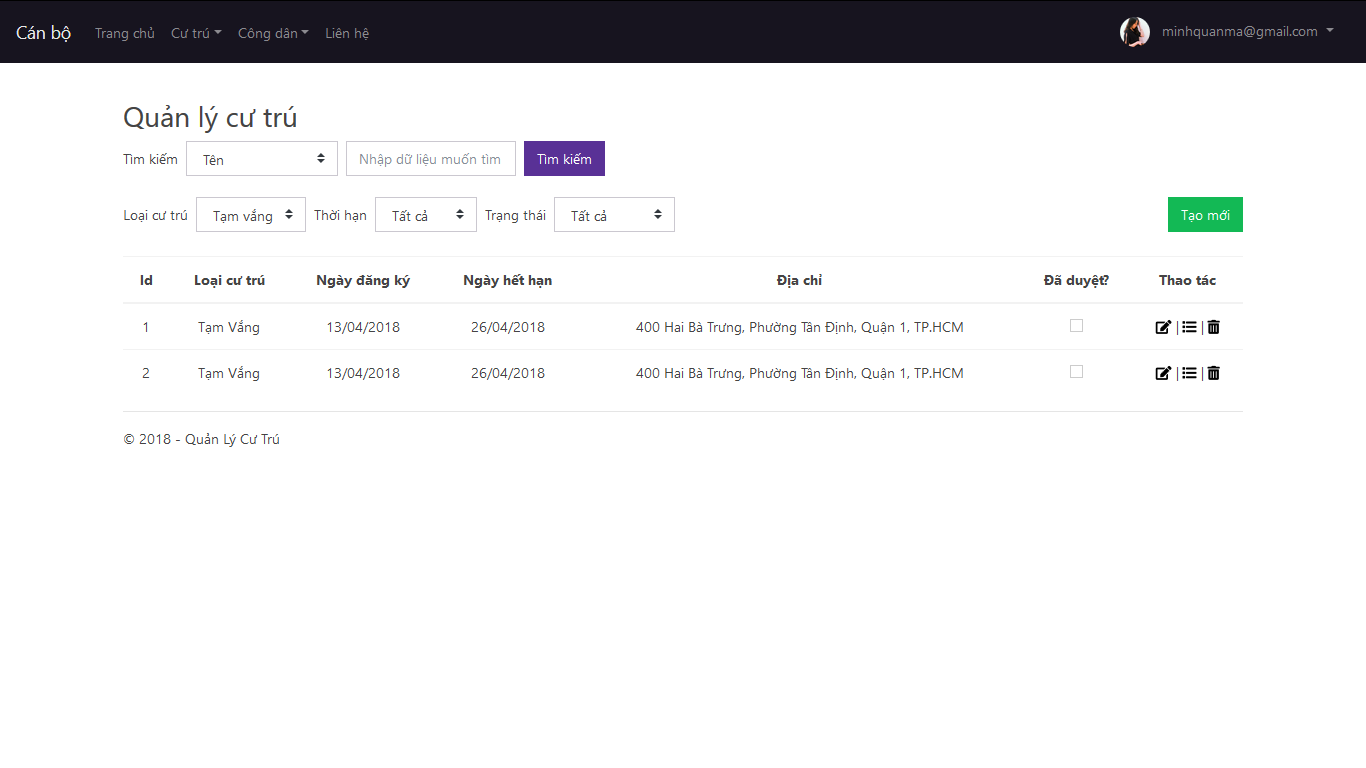 Cán bộ Trang chủ Cư trú Công dân Liên hệ minhquanma@gmail.com
Quản lý cư trú
Tìm kiếm Tên Nhập dữ liệu muốn tìm Tìm kiếm
Loại cư trú Tạm vắng Thời hạn Tất cả Trạng thái Tất cả Tạo mới
Id Loại cư trú Ngày đăng ký Ngày hết hạn Địa chỉ Đã duyệt? Thao tác
1 Tạm Vắng 13/04/2018 26/04/2018 400 Hai Bà Trưng, Phường Tân Định, Quận 1, TP.HCM | |
2 Tạm Vắng 13/04/2018 26/04/2018 400 Hai Bà Trưng, Phường Tân Định, Quận 1, TP.HCM | |
© 2018 - Quản Lý Cư Trú